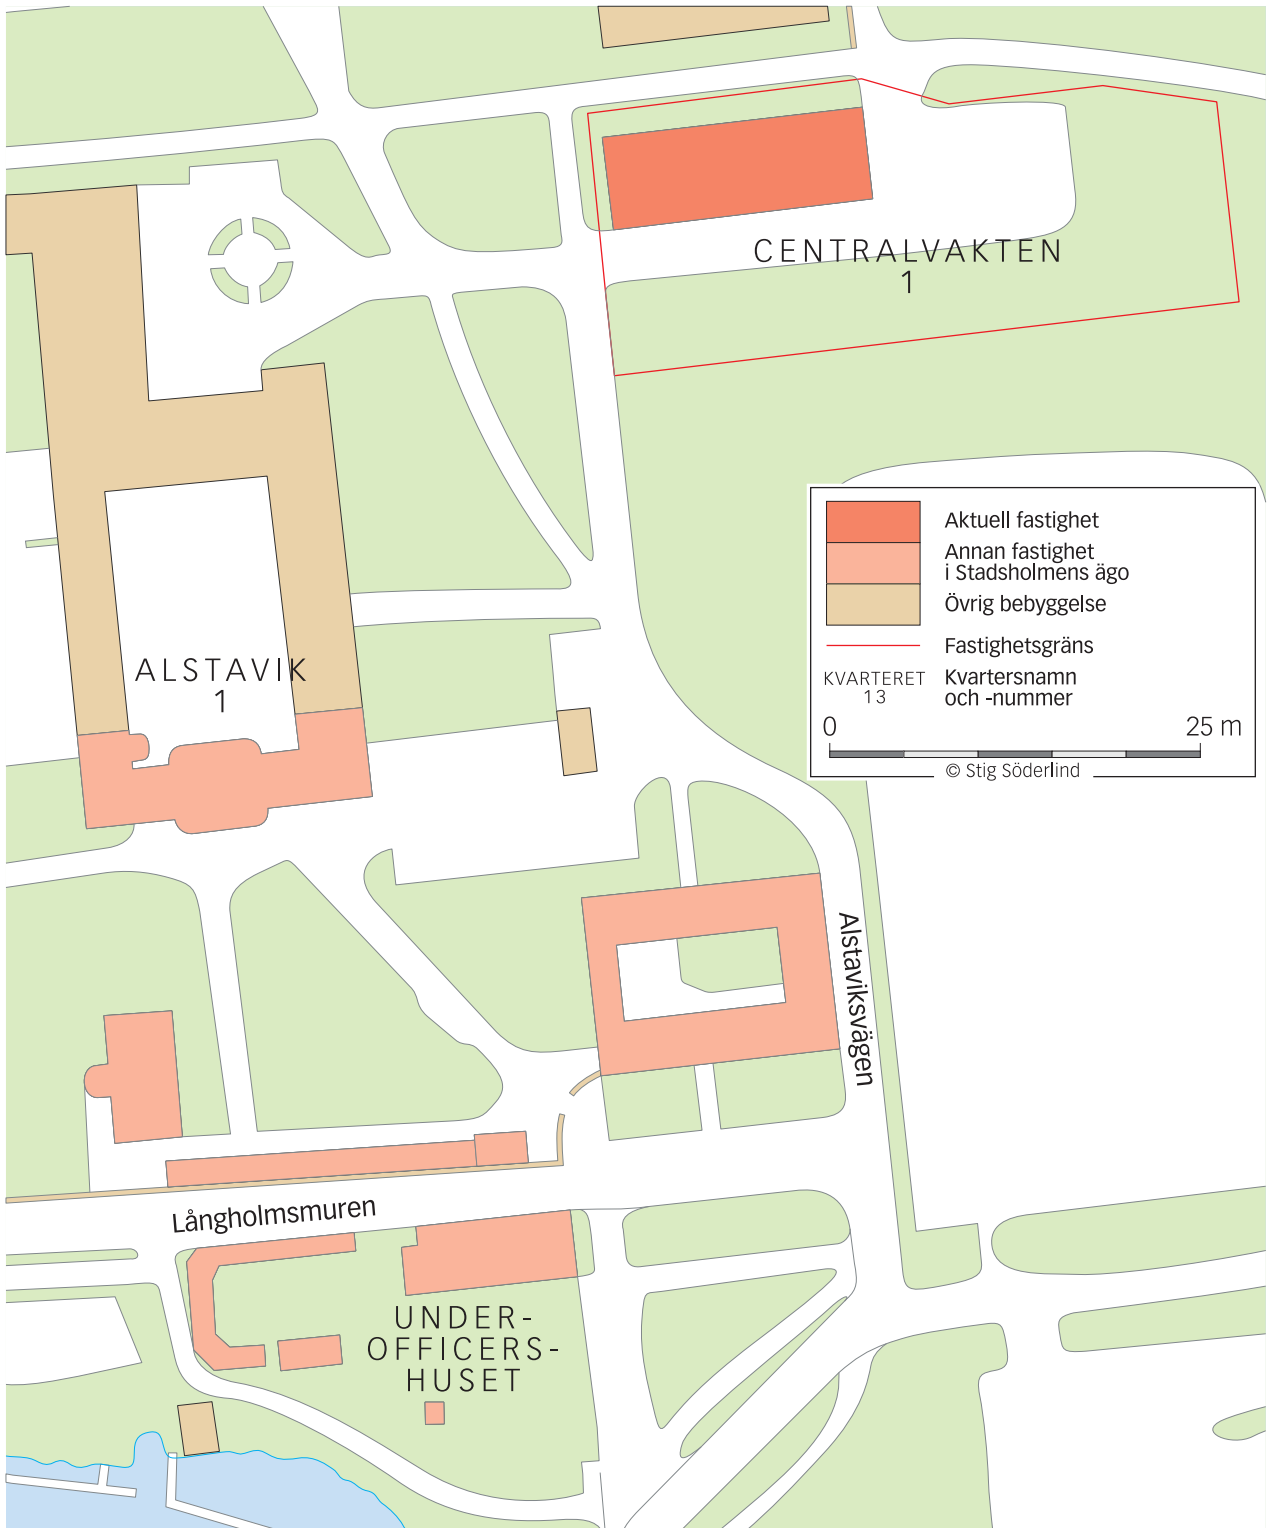 CENTRALVAKTEN
1
Aktuell fastighet
Annan fastighet
i Stadsholmens ägo
Övrig bebyggelse
Fastighetsgräns
KVARTERET
13
Kvartersnamn
och -nummer
0
25 m
© Stig Söderlind
ALSTAVIK
1
Alstaviksvägen
Långholmsmuren
UNDER-
OFFICERS-
HUSET